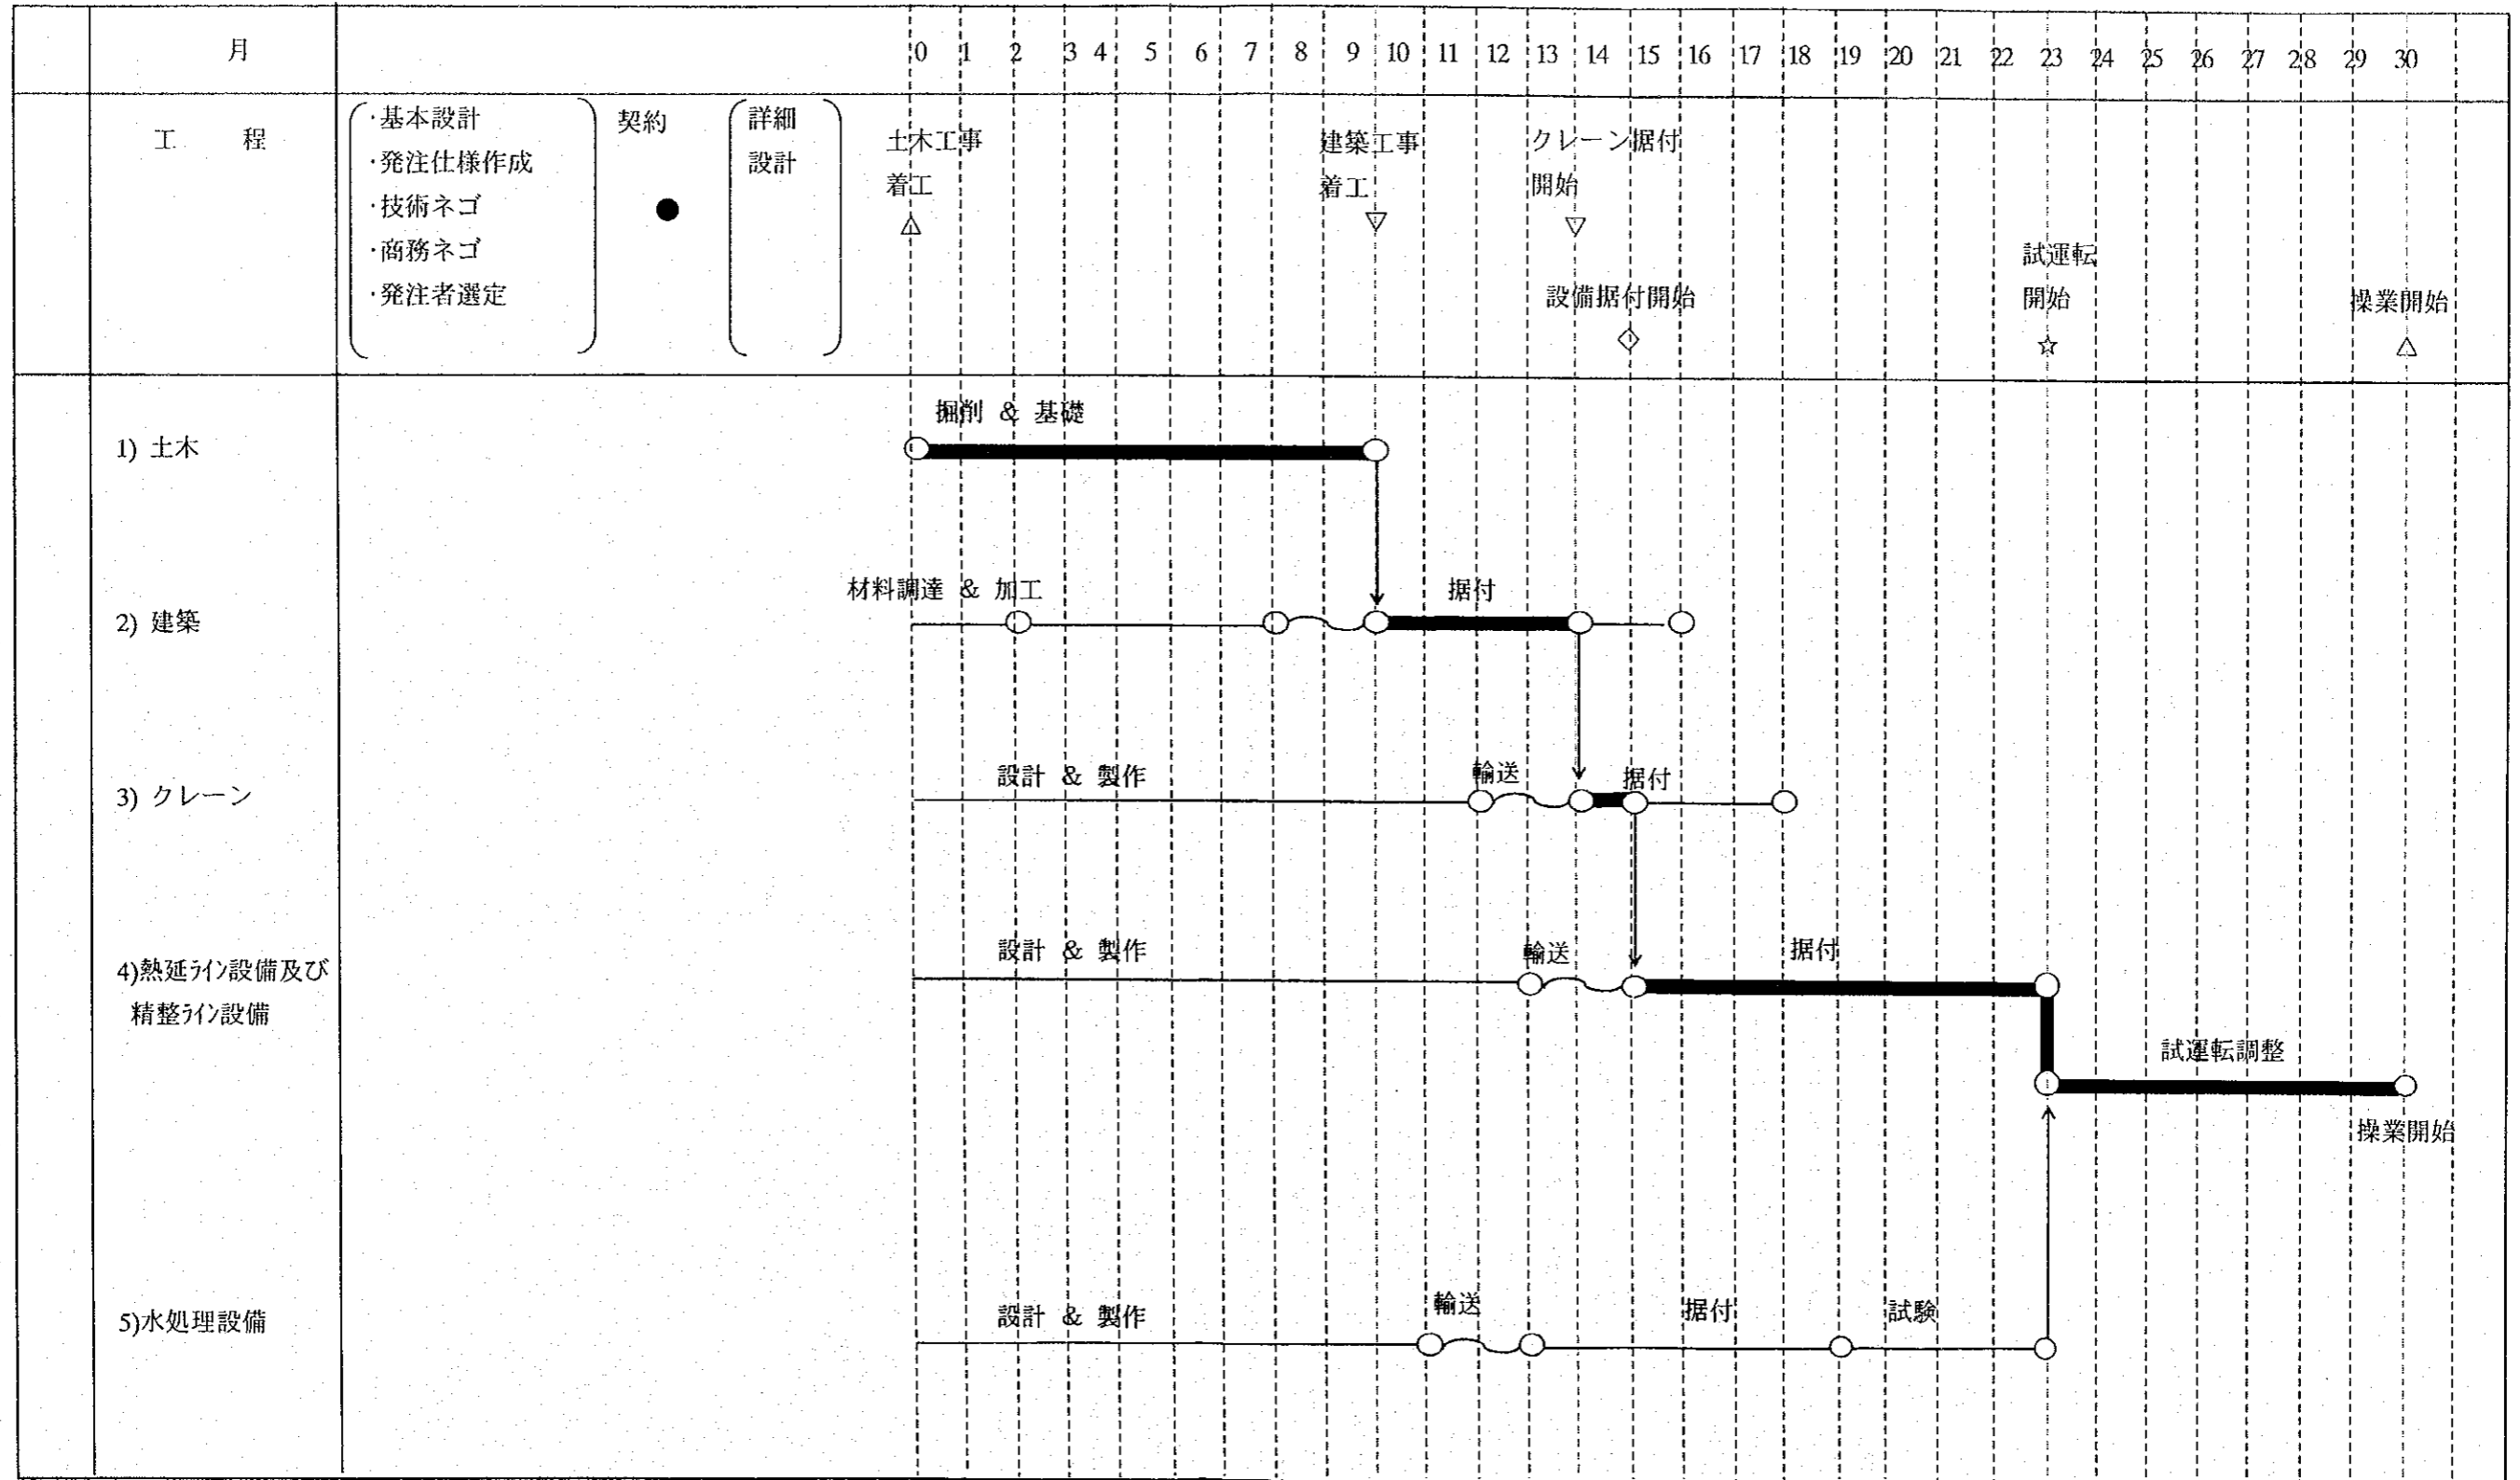 月
0 1 2 3 4 5 6 7 8 9 10 11 12 13 14 15 16 17 18 19 20 21 22 23 24 25 26 27 28 29 30
工 程
・基本設計
・発注仕様作成
・技術ネゴ
・商務ネゴ
・発注者選定
契約
詳細
設計
土木工事
着工
建築工事
着工
クレーン据付
開始
設備据付開始
試運転
開始
操業開始
1) 土木
掘削 & 基礎
2) 建築
材料調達 & 加工
据付
3) クレーン
設計 & 製作
輸送
据付
4)熱延ライン設備及び
精整ライン設備
設計 & 製作
輸送
据付
試運転調整
操業開始
5)水処理設備
設計 & 製作
輸送
据付
試験